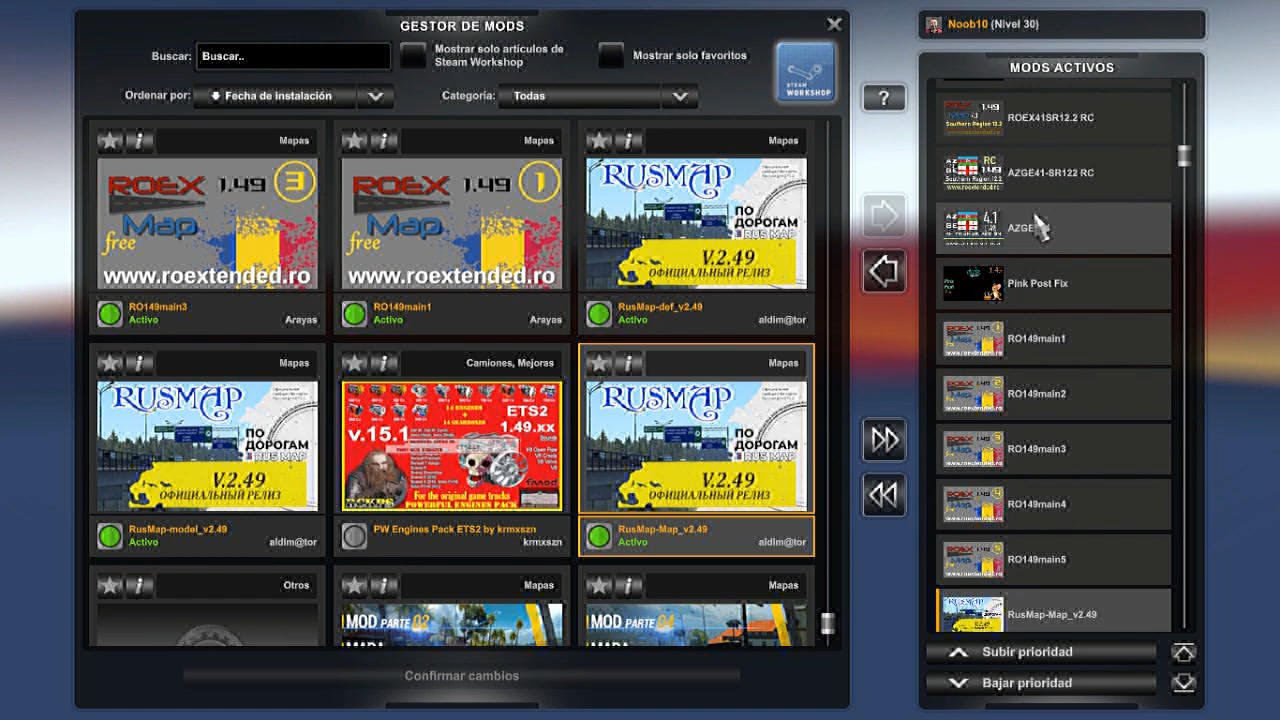 GESTOR DE MODS
Buscar:
Buscar..
Mostrar solo artículos de
Steam Workshop
Mostrar solo favoritos
STEAM
WORKSHOP
Ordenar por:
Fecha de instalación
Categoría:
Todas
Mapas
ROEX 1.49 3
Map
free
www.roextended.ro
RO149main3
Activo
Arayas
Mapas
ROEX 1.49 1
Map
free
www.roextended.ro
RO149main1
Activo
Arayas
Mapas
RUSMAP
ПО
ДОРОГАМ
RUS MAP
V.2.49
ОФИЦИАЛЬНЫЙ РЕЛИЗ
RusMap-def_v2.49
Activo
aldim@tor
Mapas
RUSMAP
ПО
ДОРОГАМ
RUS MAP
V.2.49
ОФИЦИАЛЬНЫЙ РЕЛИЗ
RusMap-model_v2.49
Activo
aldim@tor
Camiones, Mejoras
ETS2
1.49.xx
v.15.1
For the original game trucks
POWERFUL ENGINES PACK
PW Engines Pack ETS2 by krmxszn
krmxszn
Mapas
RUSMAP
ПО
ДОРОГАМ
RUS MAP
V.2.49
ОФИЦИАЛЬНЫЙ РЕЛИЗ
RusMap-Map_v2.49
Activo
aldim@tor
Otros
Mapas
MOD PARTE 02
Mapas
MOD PARTE 04
Confirmar cambios
?
Noob10 (Nivel 30)
MODS ACTIVOS
ROEX41SR12.2 RC
AZGE41-SR122 RC
AZGE
Pink Post Fix
RO149main1
RO149main2
RO149main3
RO149main4
RO149main5
RusMap-Map_v2.49
Subir prioridad
Bajar prioridad